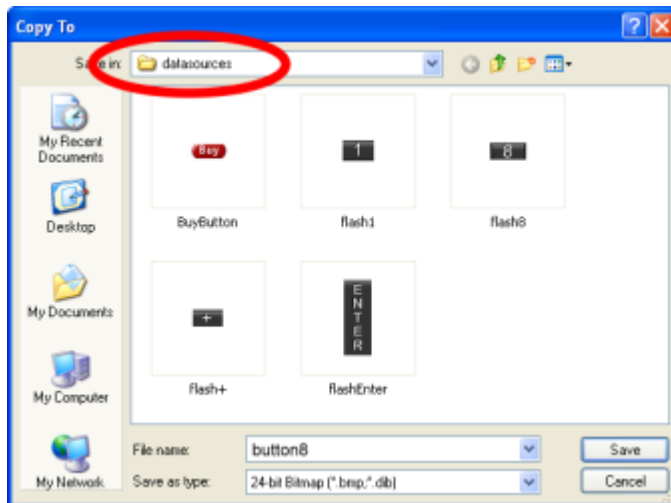 Copy To
Save in:
datasources
My Recent
Documents
Desktop
My Documents
My Computer
My Network
Buy
BuyButton
1
flash1
8
flash8
+
flash+
E
N
T
E
R
flashEnter
File name:
button8
Save
Save as type:
24-bit Bitmap (*.bmp;*.dib)
Cancel